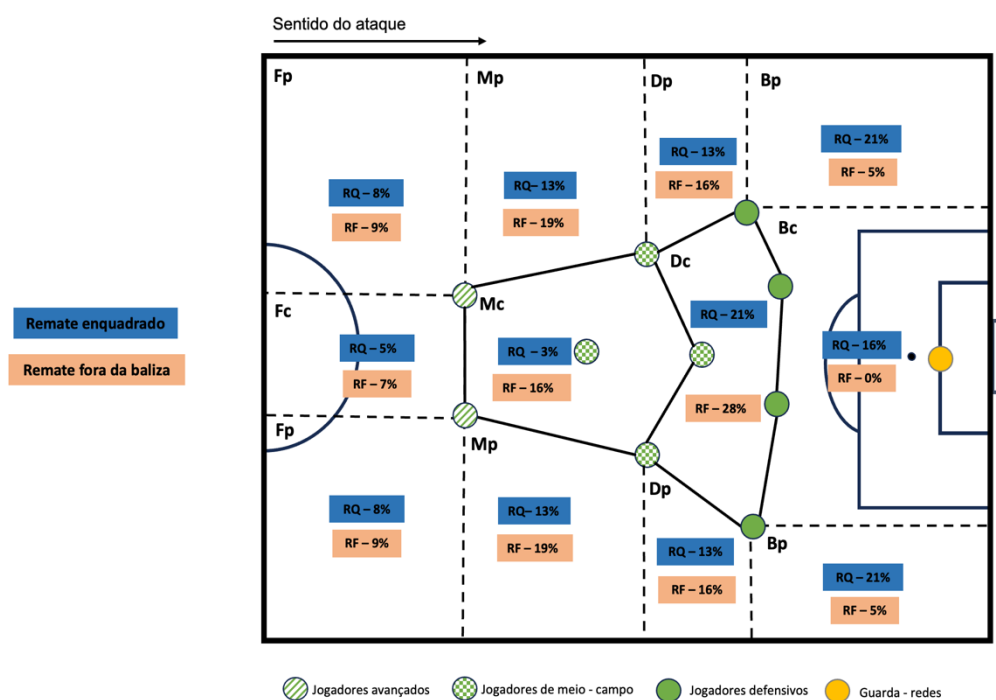 Sentido do ataque
Fp
Mp
Dp
Bp
RQ – 21%
RF – 5%
RQ – 13%
RF – 16%
RQ– 13%
RF – 19%
RQ – 8%
RF – 9%
Bc
Dc
Mc
Fc
RQ – 21%
Remate enquadrado
RQ – 5%
RQ – 3%
RQ – 16%
Remate fora da baliza
RF – 7%
RF – 16%
RF – 0%
RF – 28%
Fp
Mp
Dp
Bp
RQ – 8%
RF – 9%
RQ– 13%
RF – 19%
RQ – 13%
RF – 16%
RQ – 21%
RF – 5%
Jogadores avançados
Jogadores de meio - campo
Jogadores defensivos
Guarda - redes